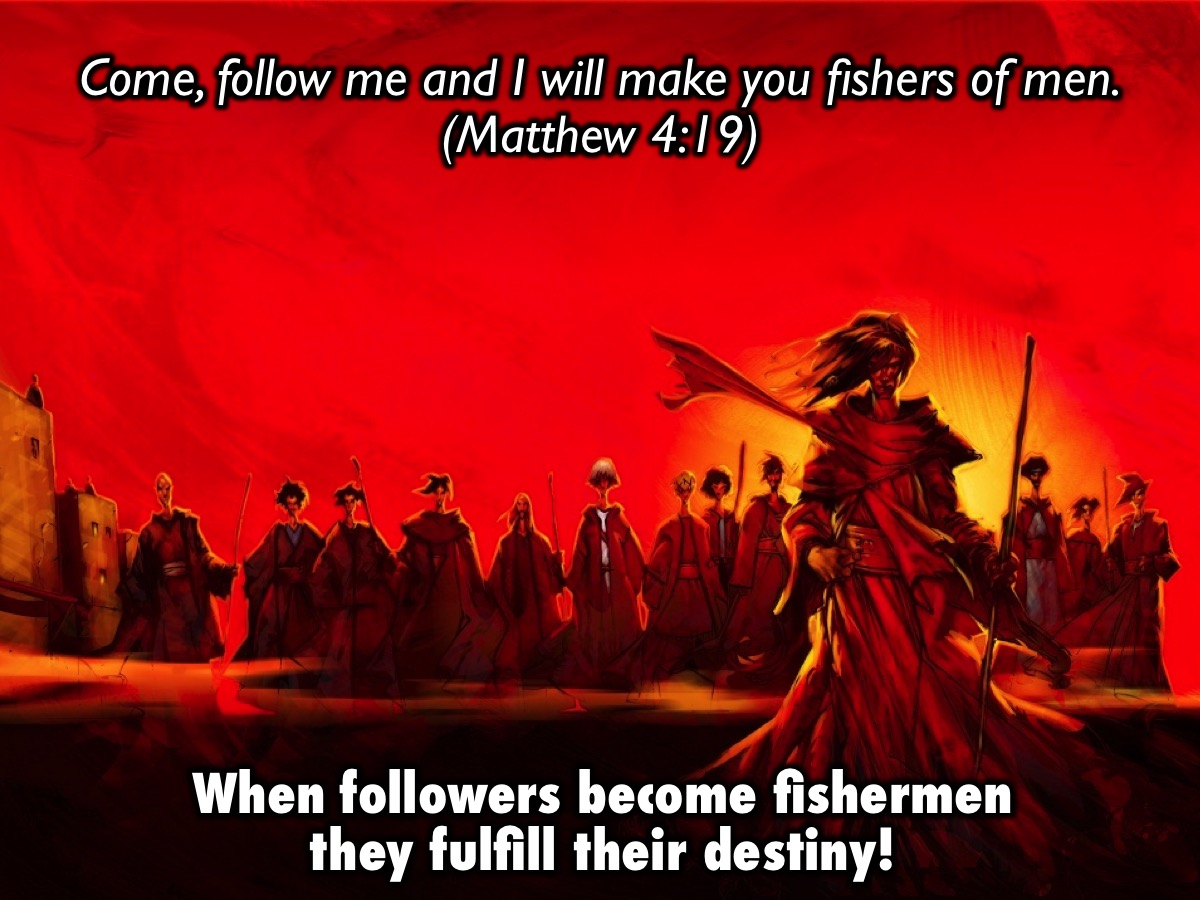 Come, follow me and I will make you fishers of men.
(Matthew 4:19)
When followers become fishermen
they fulfill their destiny!